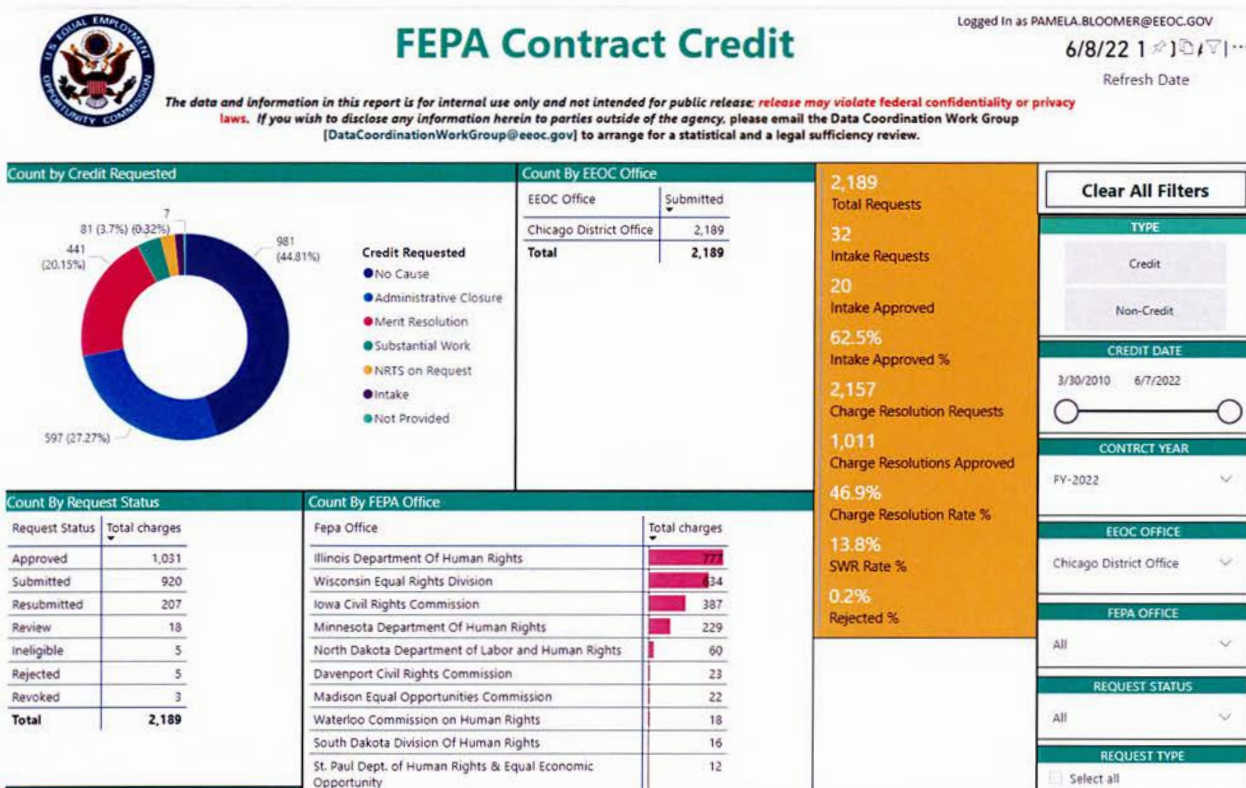 U.S. EQUAL EMPLOYMENT OPPORTUNITY COMMISSION
FEPA Contract Credit
Logged In as PAMELA.BLOOMER@EEOC.GOV
6/8/22 1
Refresh Date
The data and information in this report is for internal use only and not intended for public release; release may violate federal confidentiality or privacy
laws. If you wish to disclose any information herein to parties outside of the agency, please email the Data Coordination Work Group
[DataCoordinationWorkGroup@eeoc.gov] to arrange for a statistical and a legal sufficiency review.
Count by Credit Requested
7
81 (3.7%) (0.32%)
441
(20.15%)
981
(44.81%)
597 (27.27%)
Credit Requested
No Cause
Administrative Closure
Merit Resolution
Substantial Work
NRTS on Request
Intake
Not Provided
Count By EEOC Office
EEOC Office Submitted
Chicago District Office 2,189
Total 2,189
2,189
Total Requests
32
Intake Requests
20
Intake Approved
62.5%
Intake Approved %
2,157
Charge Resolution Requests
1,011
Charge Resolutions Approved
46.9%
Charge Resolution Rate %
13.8%
SWR Rate %
0.2%
Rejected %
Clear All Filters
TYPE
Credit
Non-Credit
CREDIT DATE
3/30/2010 6/7/2022
CONTRCT YEAR
FY-2022
EEOC OFFICE
Chicago District Office
FEPA OFFICE
All
REQUEST STATUS
All
REQUEST TYPE
Select all
Count By Request Status
Request Status Total charges
Approved 1,031
Submitted 920
Resubmitted 207
Review 18
Ineligible 5
Rejected 5
Revoked 3
Total 2,189
Count By FEPA Office
Fepa Office Total charges
Illinois Department Of Human Rights 777
Wisconsin Equal Rights Division 634
Iowa Civil Rights Commission 387
Minnesota Department Of Human Rights 229
North Dakota Department of Labor and Human Rights 60
Davenport Civil Rights Commission 23
Madison Equal Opportunities Commission 22
Waterloo Commission on Human Rights 18
South Dakota Division Of Human Rights 16
St. Paul Dept. of Human Rights & Equal Economic 12
Opportunity